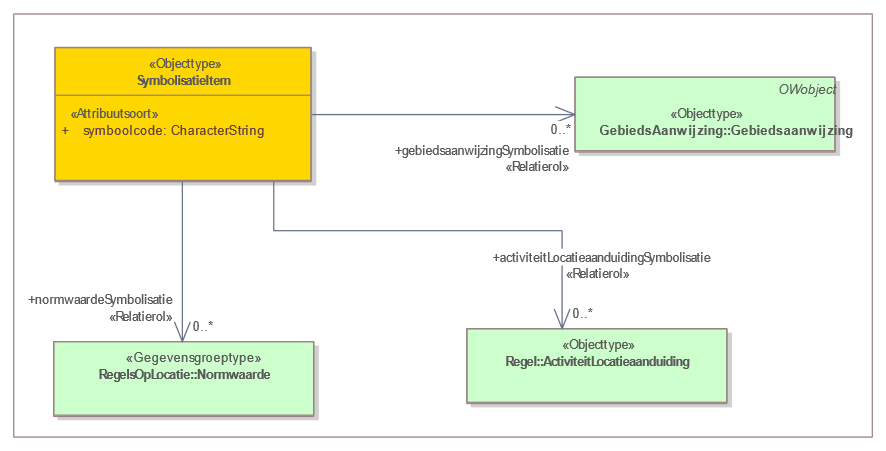 «Objecttype»
SymbolisatieItem
«Attribuutsoort»
+ symboolcode: CharacterString
OWobject
«Objecttype»
GebiedsAanwijzing::Gebiedsaanwijzing
0..*
+gebiedsaanwijzingSymbolisatie
«Relatierol»
+activiteitLocatieaanduidingSymbolisatie
«Relatierol»
+normwaardeSymbolisatie
«Relatierol»
0..*
0..*
«Gegevensgroeptype»
RegelsOpLocatie::Normwaarde
«Objecttype»
Regel::ActiviteitLocatieaanduiding